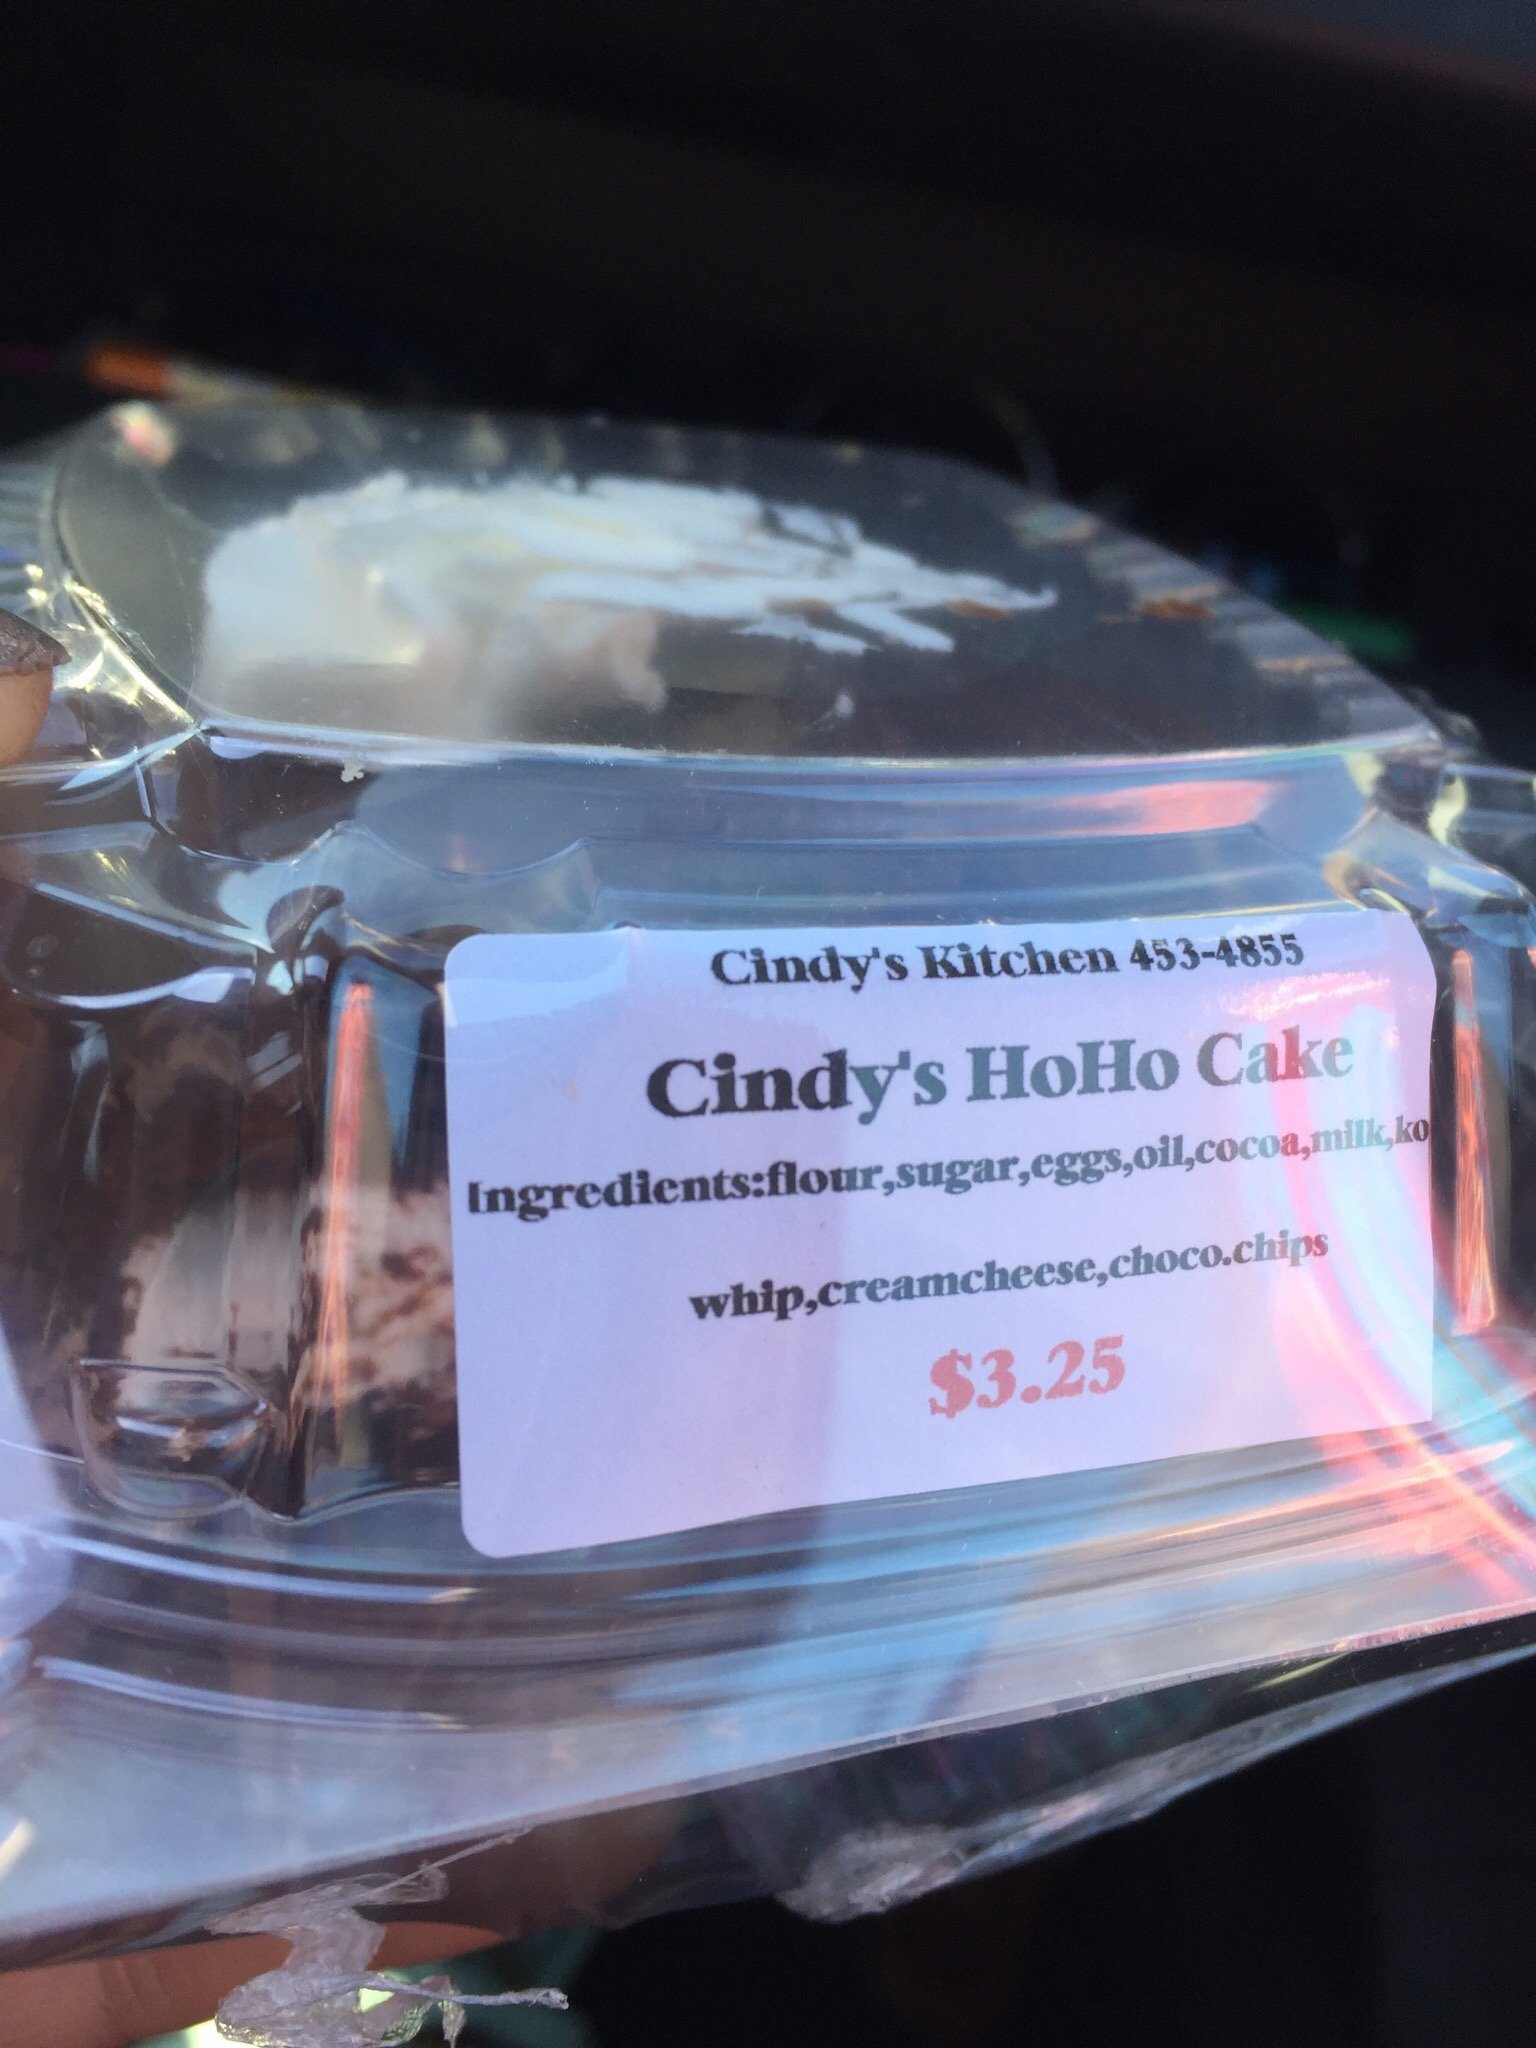 Cindy's Kitchen 453-4855
Cindy's HoHo Cake
Ingredients:flour,sugar,eggs,oil,cocoa,milk,ko
whip,creamcheese,choco.chips
$3.25